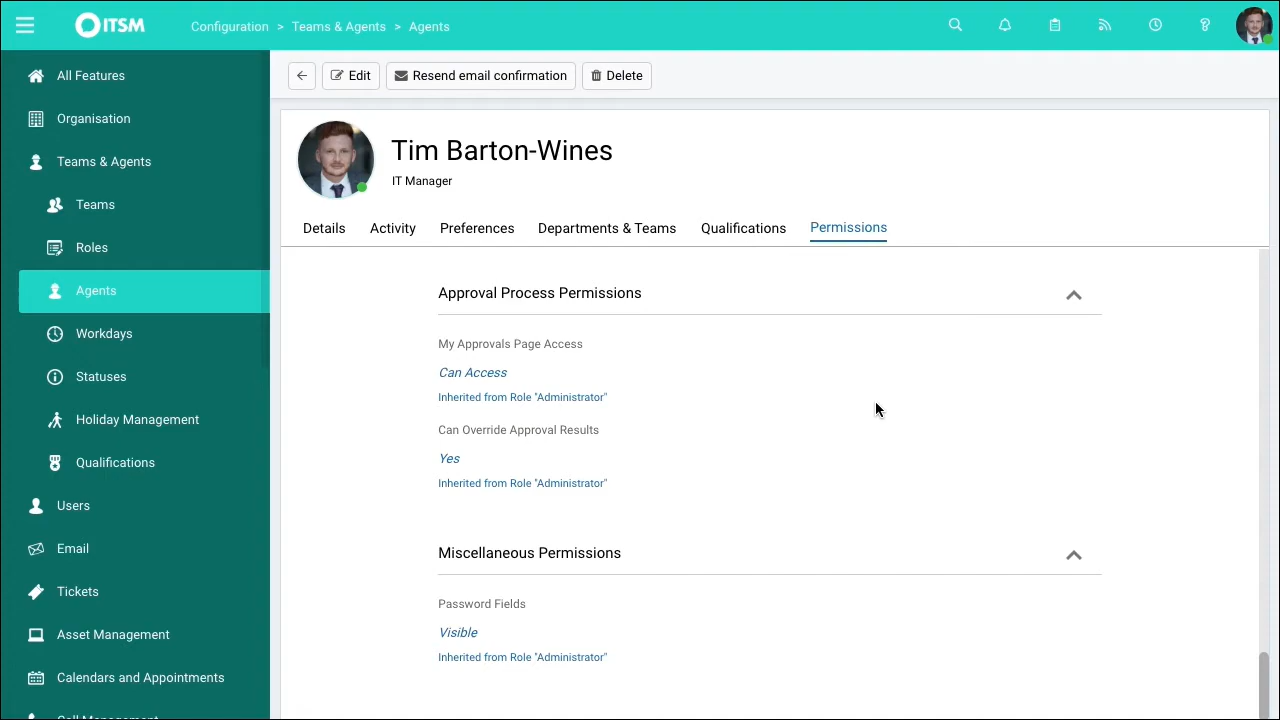 ITSM
Configuration > Teams & Agents > Agents
All Features
Organisation
Teams & Agents
Teams
Roles
Agents
Workdays
Statuses
Holiday Management
Qualifications
Users
Email
Tickets
Asset Management
Calendars and Appointments
Call Management
Edit
Resend email confirmation
Delete
Tim Barton-Wines
IT Manager
Details Activity Preferences Departments & Teams Qualifications Permissions
Approval Process Permissions
My Approvals Page Access
Can Access
Inherited from Role "Administrator"
Can Override Approval Results
Yes
Inherited from Role "Administrator"
Miscellaneous Permissions
Password Fields
Visible
Inherited from Role "Administrator"